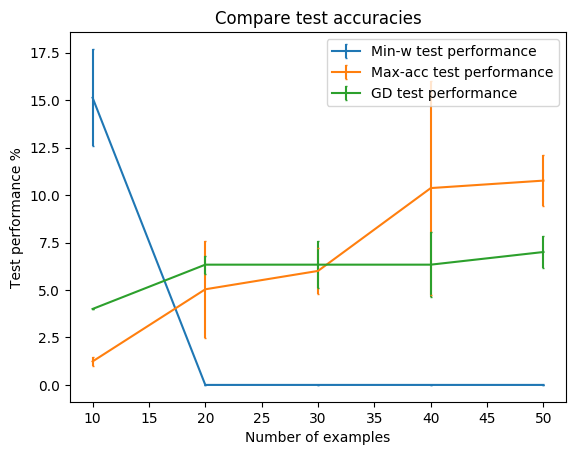 Compare test accuracies
Min-w test performance
Max-acc test performance
GD test performance
Test performance %
17.5
15.0
12.5
10.0
7.5
5.0
2.5
0.0
10 15 20 25 30 35 40 45 50
Number of examples